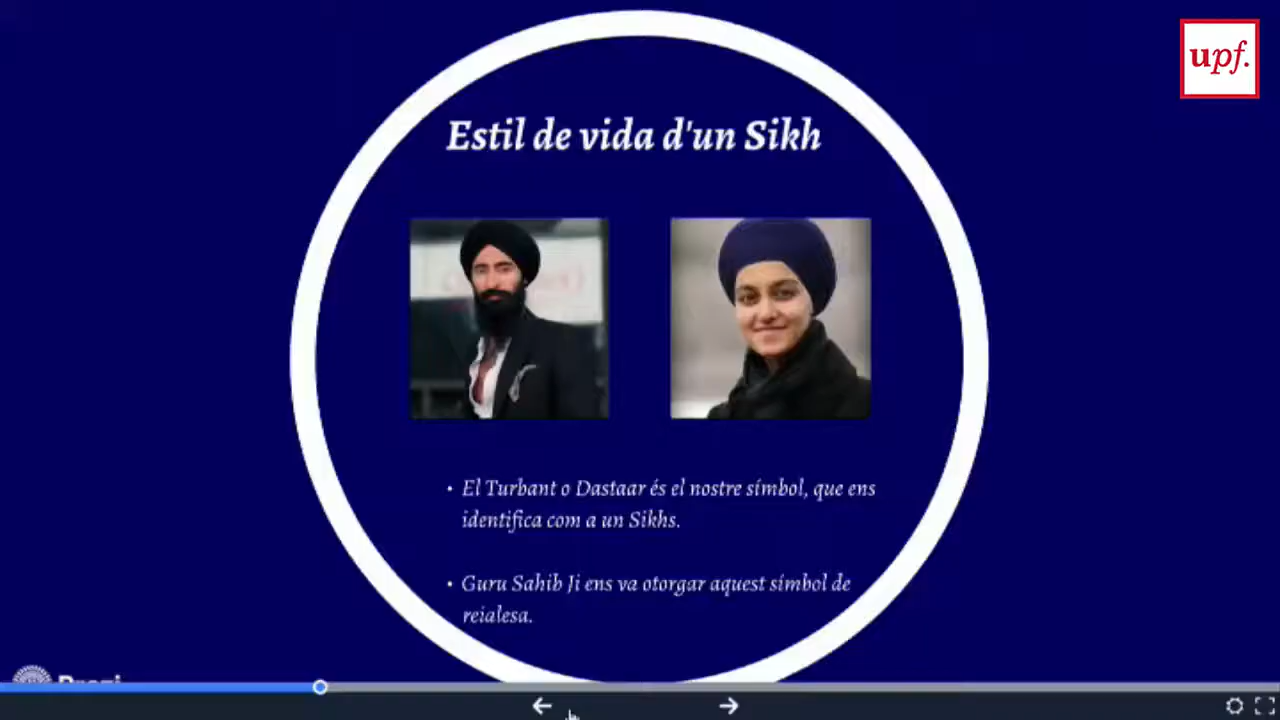 upf.
Estil de vida d'un Sikh
• El Turbant o Dastaar és el nostre símbol, que ens
identifica com a un Sikhs.
• Guru Sahib Ji ens va otorgar aquest símbol de
reialesa.
Prezi